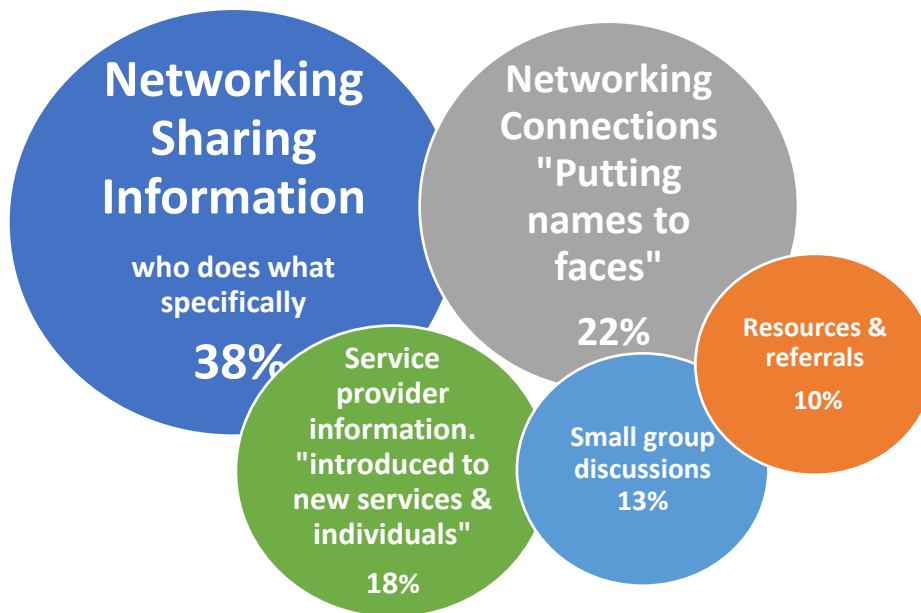 Networking
Sharing
Information
who does what
specifically
38%
Networking
Connections
"Putting
names to
faces"
22%
Resources &
referrals
10%
Service
provider
information.
"introduced to
new services &
individuals"
18%
Small group
discussions
13%